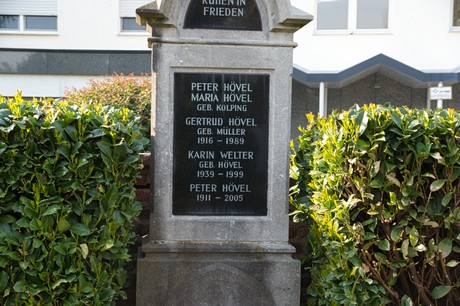 RUHEN IN
FRIEDEN
PETER HÖVEL
MARIA HÖVEL
GEB. KOLPING
GERTRUD HÖVEL
GEB. MÜLLER
1916 - 1989
KARIN WELTER
GEB. HÖVEL
1939 - 1999
PETER HÖVEL
1911 - 2005